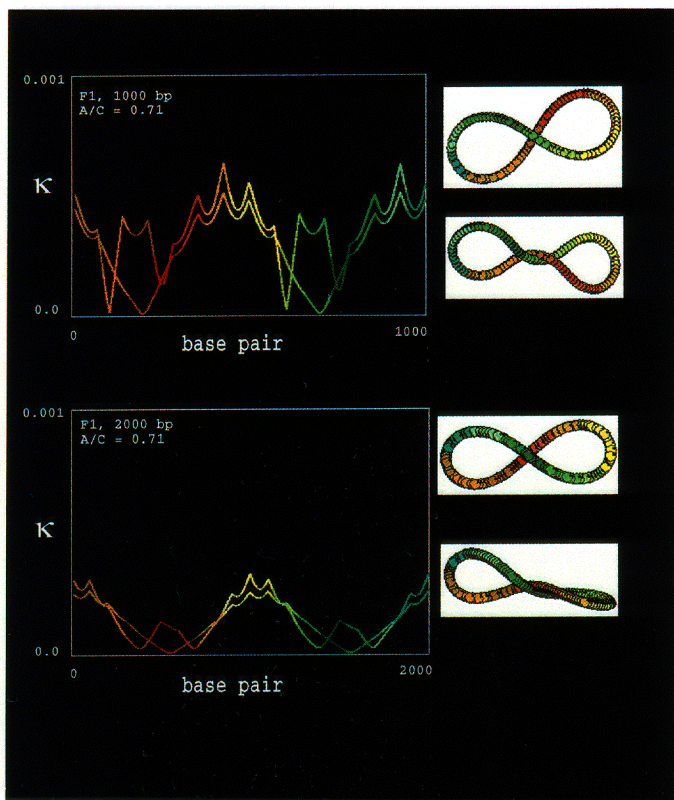 0.001
F1, 1000 bp
A/C = 0.71
κ
0.0
0
1000
base pair
0.001
F1, 2000 bp
A/C = 0.71
κ
0.0
0
2000
base pair